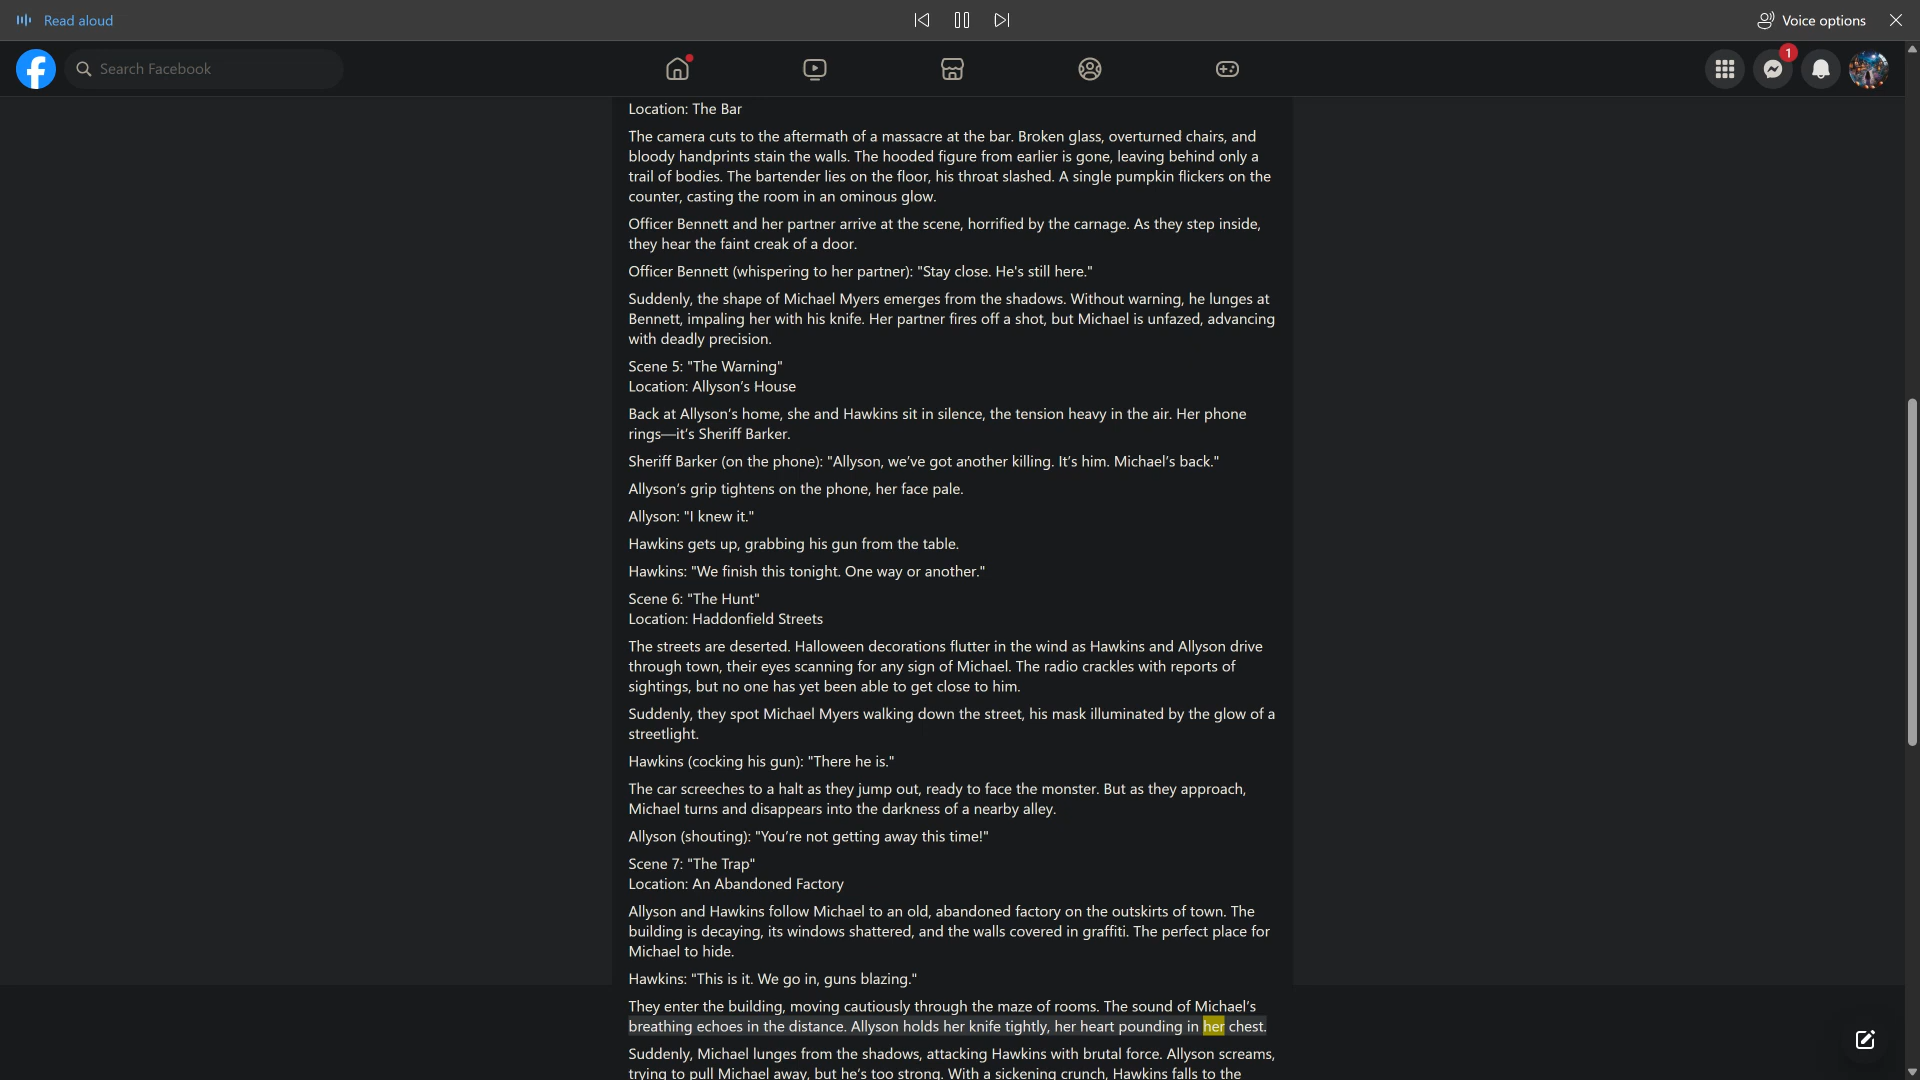 Read aloud
Voice options
Search Facebook
1
Location: The Bar
The camera cuts to the aftermath of a massacre at the bar. Broken glass, overturned chairs, and
bloody handprints stain the walls. The hooded figure from earlier is gone, leaving behind only a
trail of bodies. The bartender lies on the floor, his throat slashed. A single pumpkin flickers on the
counter, casting the room in an ominous glow.
Officer Bennett and her partner arrive at the scene, horrified by the carnage. As they step inside,
they hear the faint creak of a door.
Officer Bennett (whispering to her partner): "Stay close. He's still here."
Suddenly, the shape of Michael Myers emerges from the shadows. Without warning, he lunges at
Bennett, impaling her with his knife. Her partner fires off a shot, but Michael is unfazed, advancing
with deadly precision.
Scene 5: "The Warning"
Location: Allyson’s House
Back at Allyson’s home, she and Hawkins sit in silence, the tension heavy in the air. Her phone
rings—it’s Sheriff Barker.
Sheriff Barker (on the phone): "Allyson, we’ve got another killing. It’s him. Michael’s back."
Allyson’s grip tightens on the phone, her face pale.
Allyson: "I knew it."
Hawkins gets up, grabbing his gun from the table.
Hawkins: "We finish this tonight. One way or another."
Scene 6: "The Hunt"
Location: Haddonfield Streets
The streets are deserted. Halloween decorations flutter in the wind as Hawkins and Allyson drive
through town, their eyes scanning for any sign of Michael. The radio crackles with reports of
sightings, but no one has yet been able to get close to him.
Suddenly, they spot Michael Myers walking down the street, his mask illuminated by the glow of a
streetlight.
Hawkins (cocking his gun): "There he is."
The car screeches to a halt as they jump out, ready to face the monster. But as they approach,
Michael turns and disappears into the darkness of a nearby alley.
Allyson (shouting): "You’re not getting away this time!"
Scene 7: "The Trap"
Location: An Abandoned Factory
Allyson and Hawkins follow Michael to an old, abandoned factory on the outskirts of town. The
building is decaying, its windows shattered, and the walls covered in graffiti. The perfect place for
Michael to hide.
Hawkins: "This is it. We go in, guns blazing."
They enter the building, moving cautiously through the maze of rooms. The sound of Michael’s
breathing echoes in the distance. Allyson holds her knife tightly, her heart pounding in her chest.
Suddenly, Michael lunges from the shadows, attacking Hawkins with brutal force. Allyson screams,
trying to pull Michael away, but he’s too strong. With a sickening crunch, Hawkins falls to the